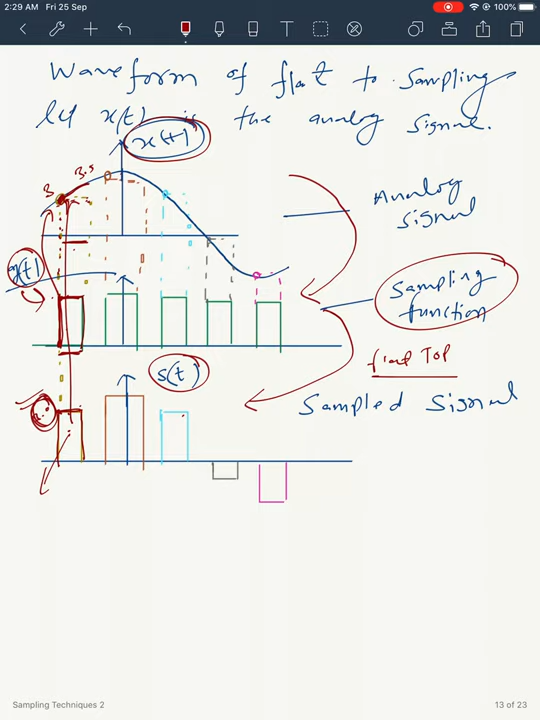 2:29 AM Fri 25 Sep
100%
Waveform of flat to sampling
let x(t) is the analog signal.
x(t)
3 3.5
Analog
signal
Sampling
function
flat Top
s(t)
Sampled Signal
Sampling Techniques 2
13 of 23